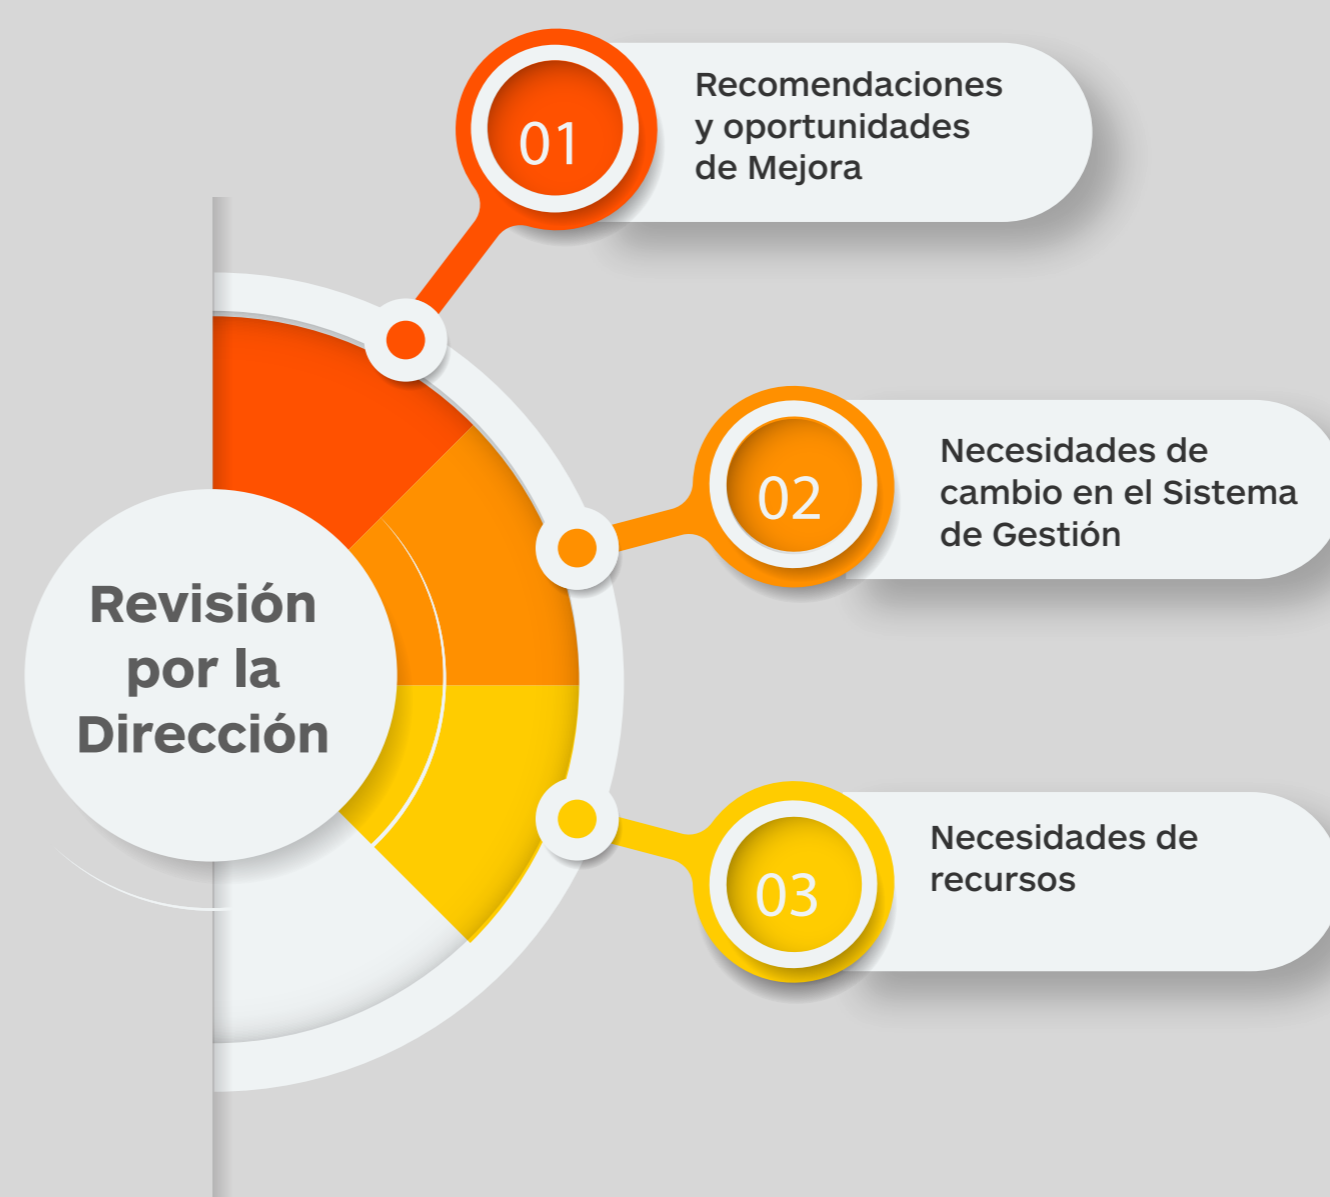 01
Recomendaciones
y oportunidades
de Mejora
02
Necesidades de
cambio en el Sistema
de Gestión
Revisión
por la
Dirección
03
Necesidades de
recursos